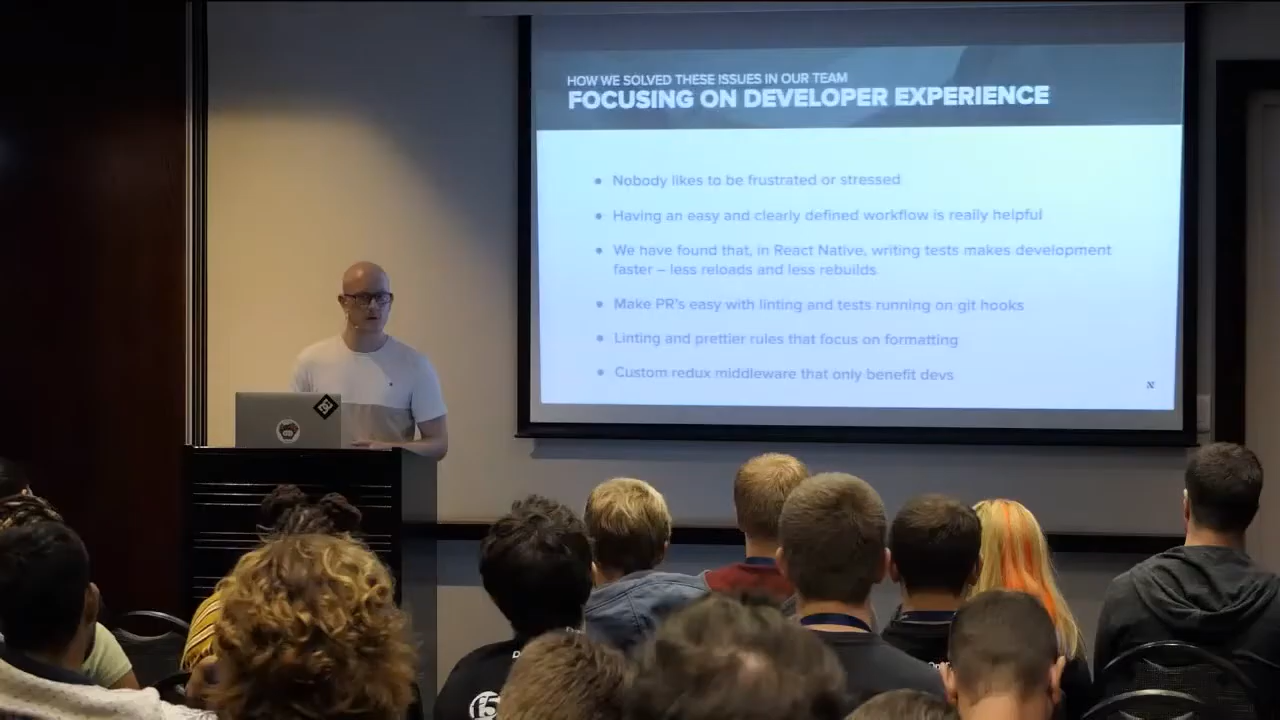 HOW WE SOLVED THESE ISSUES IN OUR TEAM
FOCUSING ON DEVELOPER EXPERIENCE
• Nobody likes to be frustrated or stressed
• Having an easy and clearly defined workflow is really helpful
• We have found that, in React Native, writing tests makes development
faster – less reloads and less rebuilds
• Make PR's easy with linting and tests running on git hooks
• Linting and prettier rules that focus on formatting
• Custom redux middleware that only benefit devs
N
f5